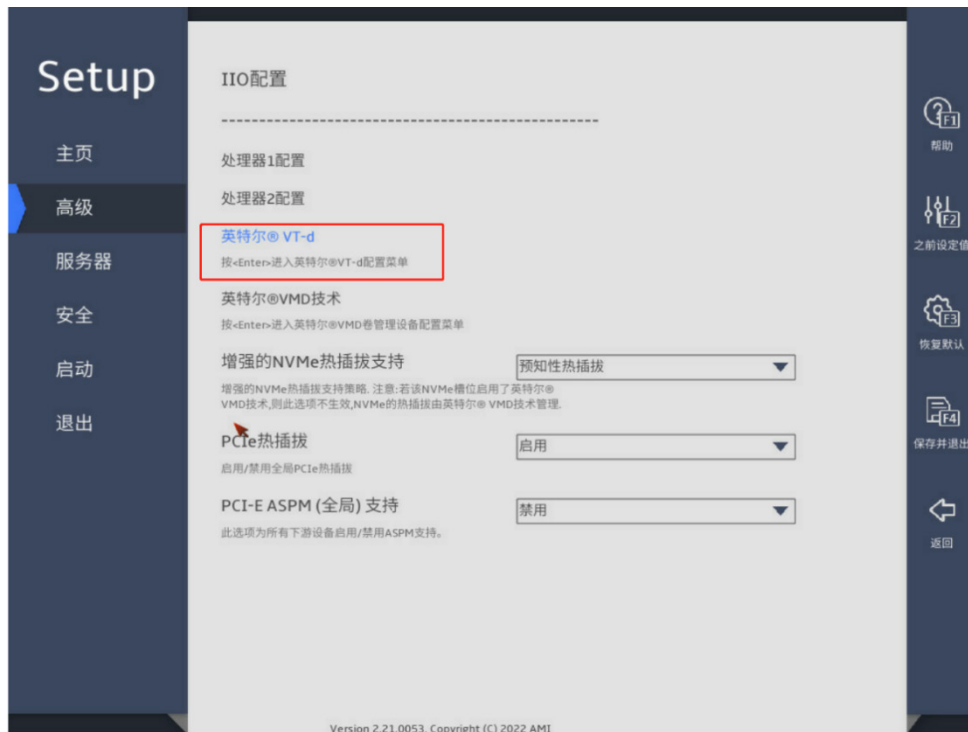 Setup
主页
高级
服务器
安全
启动
退出
IIO配置
--------------------------------------------------
处理器1配置
处理器2配置
英特尔® VT-d
按<Enter>进入英特尔®VT-d配置菜单
英特尔®VMD技术
按<Enter>进入英特尔®VMD卷管理设备配置菜单
增强的NVMe热插拔支持
预知性热插拔
增强的NVMe热插拔支持策略. 注意:若该NVMe槽位启用了英特尔®
VMD技术,则此选项不生效,NVMe的热插拔由英特尔® VMD技术管理.
PCIe热插拔
启用
启用/禁用全局PCIe热插拔
PCI-E ASPM (全局) 支持
禁用
此选项为所有下游设备启用/禁用ASPM支持。
F1
帮助
F2
之前设定值
F3
恢复默认
F4
保存并退出
返回
Version 2.21.0053. Copyright (C) 2022 AMI